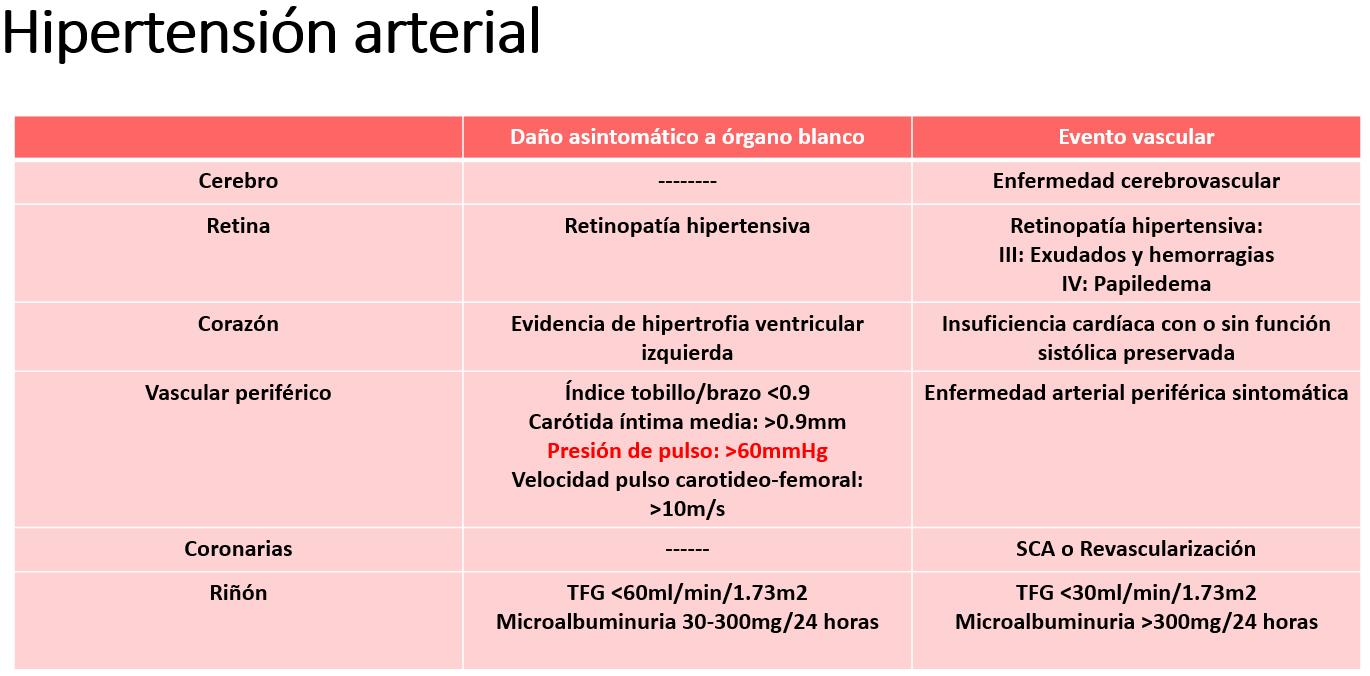 Hipertensión arterial
Daño asintomático a órgano blanco
Evento vascular
Cerebro
--------
Enfermedad cerebrovascular
Retina
Retinopatía hipertensiva
Retinopatía hipertensiva:
III: Exudados y hemorragias
IV: Papiledema
Corazón
Evidencia de hipertrofia ventricular
izquierda
Insuficiencia cardíaca con o sin función
sistólica preservada
Vascular periférico
Índice tobillo/brazo <0.9
Carótida íntima media: >0.9mm
Presión de pulso: >60mmHg
Velocidad pulso carotideo-femoral:
>10m/s
Enfermedad arterial periférica sintomática
Coronarias
------
SCA o Revascularización
Riñón
TFG <60ml/min/1.73m2
Microalbuminuria 30-300mg/24 horas
TFG <30ml/min/1.73m2
Microalbuminuria >300mg/24 horas